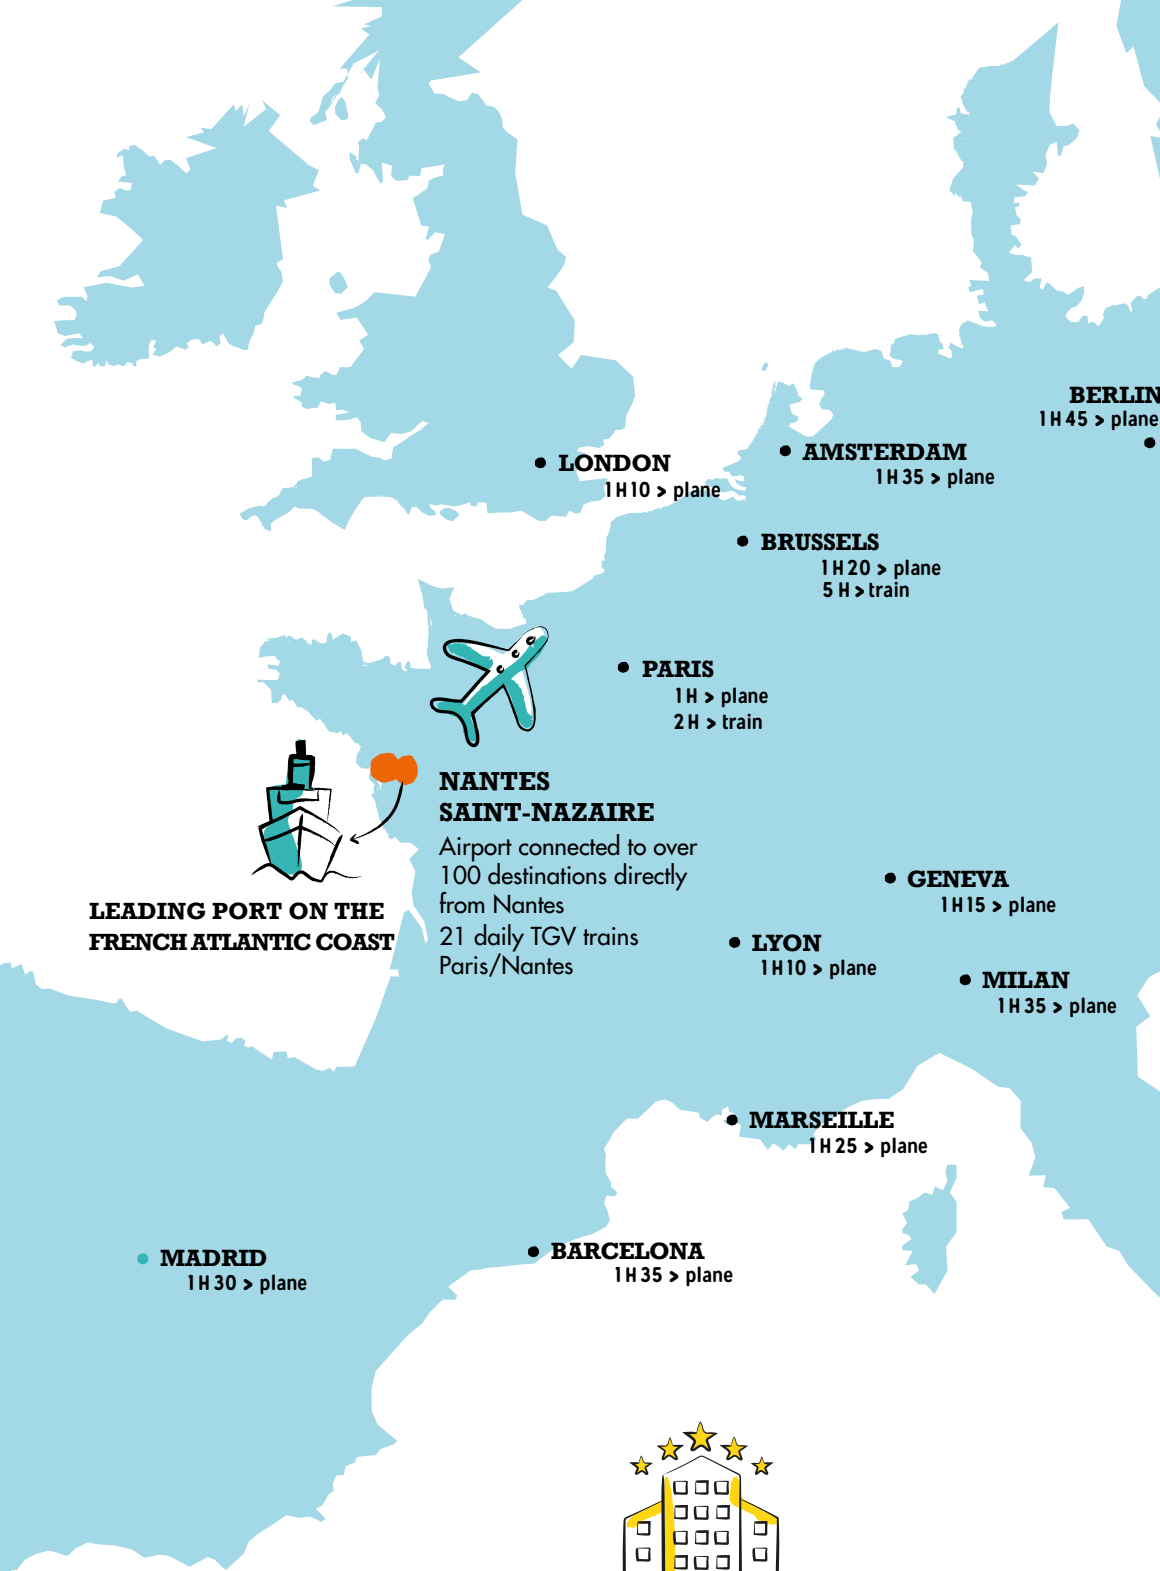 BERLIN
1H45 > plane
LONDON
1H10 > plane
AMSTERDAM
1H35 > plane
BRUSSELS
1H20 > plane
5H > train
PARIS
1H > plane
2H > train
NANTES
SAINT-NAZAIRE
Airport connected to over
100 destinations directly
from Nantes
21 daily TGV trains
Paris/Nantes
LEADING PORT ON THE
FRENCH ATLANTIC COAST
GENEVA
1H15 > plane
LYON
1H10 > plane
MILAN
1H35 > plane
MARSEILLE
1H25 > plane
MADRID
1H30 > plane
BARCELONA
1H35 > plane